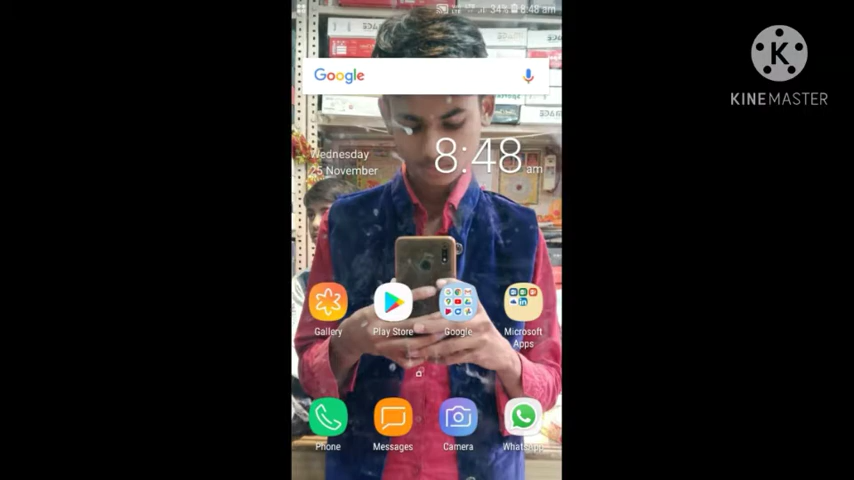 34% 8:48 am
Google
KINEMASTER
Wednesday
25 November
8:48 am
Gallery
Play Store
Google
Microsoft
Apps
Phone
Messages
Camera
WhatsApp